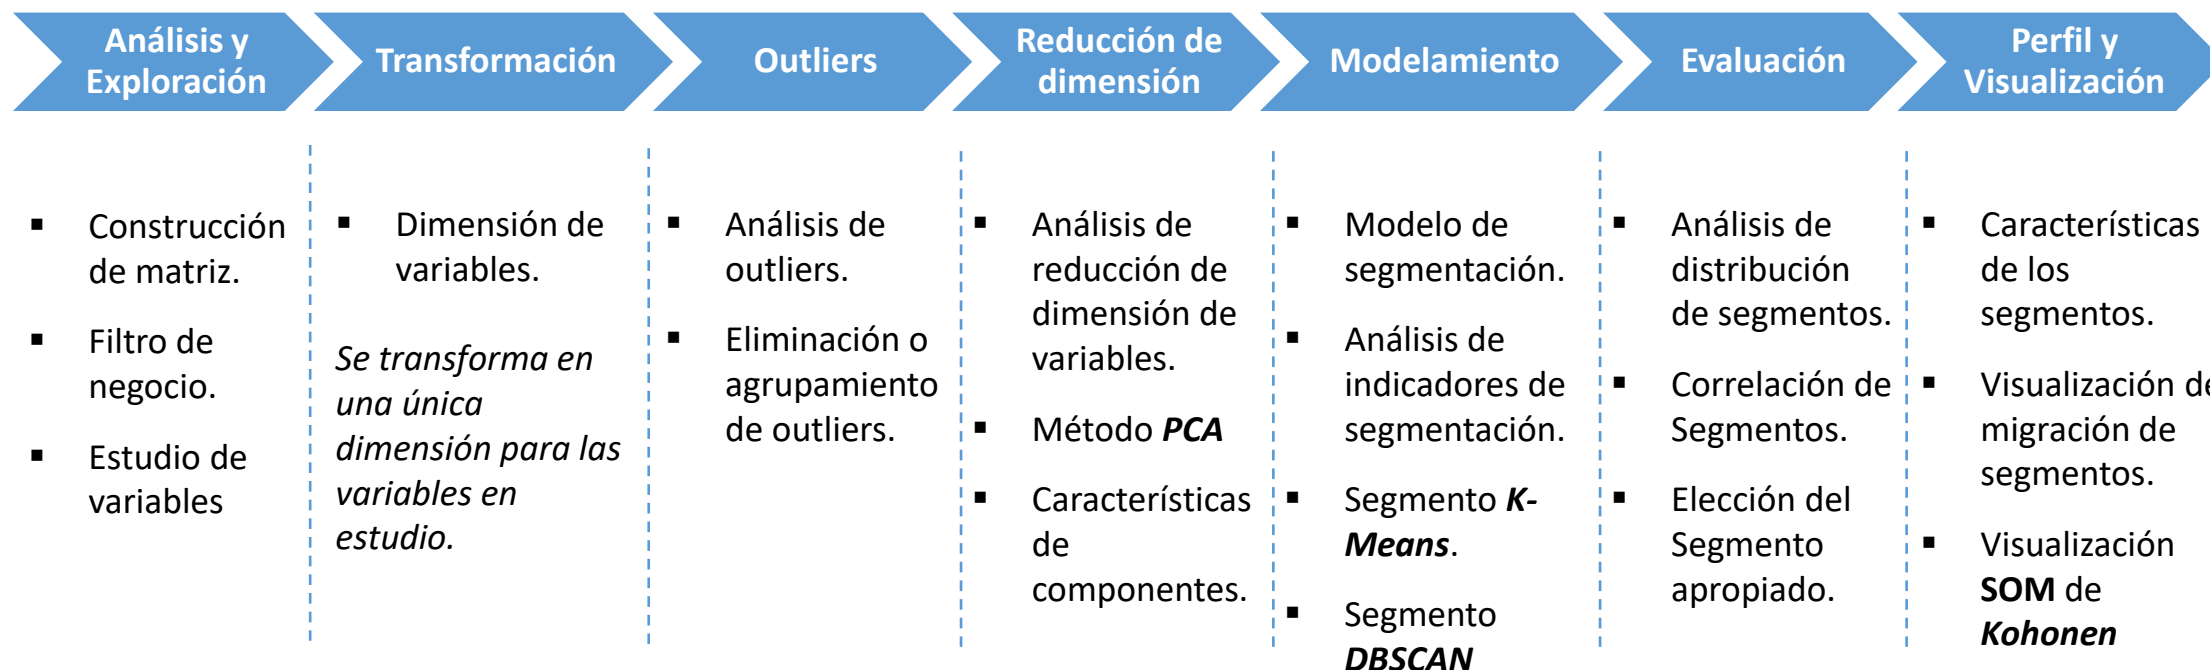 Análisis y
Exploración
Transformación
Outliers
Reducción de
dimensión
Modelamiento
Evaluación
Perfil y
Visualización
▪ Construcción
de matriz.
▪ Filtro de
negocio.
▪ Estudio de
variables
▪ Dimensión de
variables.
Se transforma en
una única
dimensión para las
variables en
estudio.
▪ Análisis de
outliers.
▪ Eliminación o
agrupamiento
de outliers.
▪ Análisis de
reducción de
dimensión de
variables.
▪ Método PCA
▪ Características
de
componentes.
▪ Modelo de
segmentación.
▪ Análisis de
indicadores de
segmentación.
▪ Segmento K-
Means.
▪ Segmento
DBSCAN
▪ Análisis de
distribución
de segmentos.
▪ Correlación de
Segmentos.
▪ Elección del
Segmento
apropiado.
▪ Características
de los
segmentos.
▪ Visualización de
migración de
segmentos.
▪ Visualización
SOM de
Kohonen